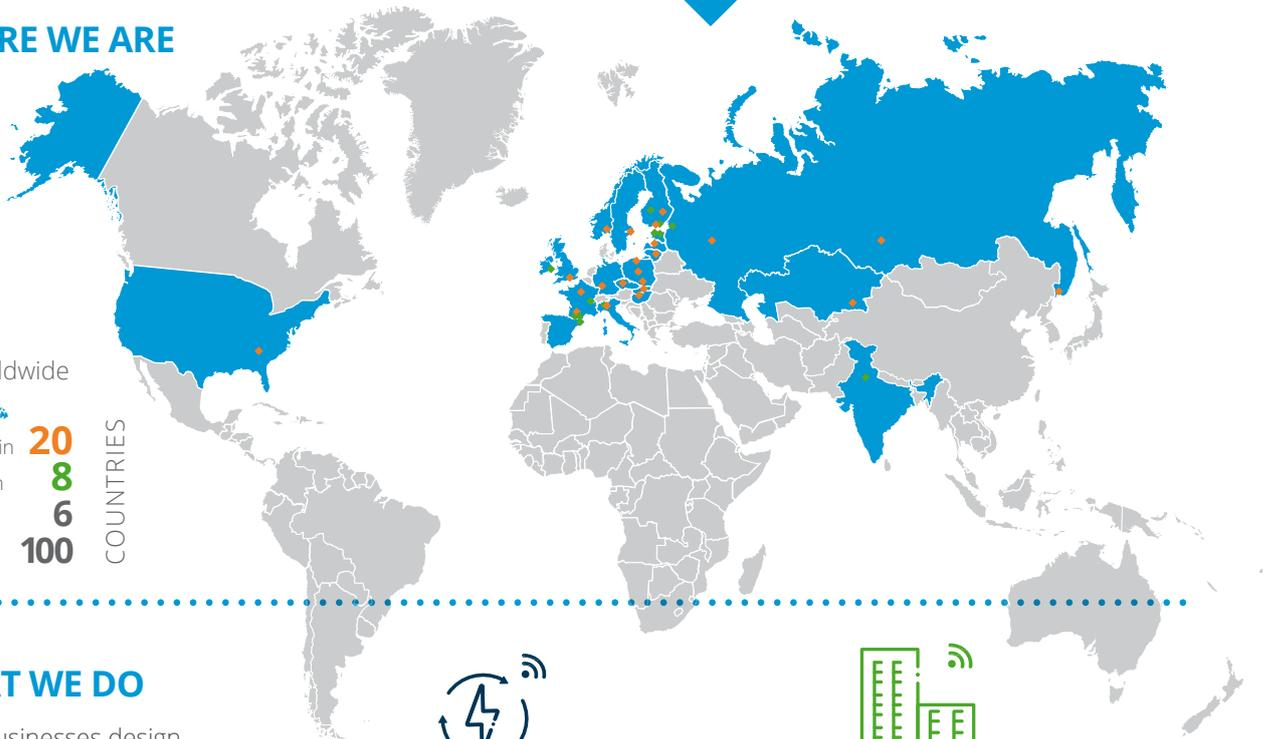 RE WE ARE
ldwide
in 20
n 8
6
100
COUNTRIES
T WE DO
usinesses design